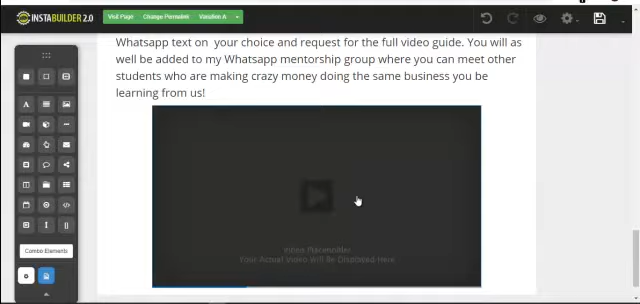 INSTABUILDER 2.0
Visit Page Change Permalink Variation A
Whatsapp text on your choice and request for the full video guide. You will as
well be added to my Whatsapp mentorship group where you can meet other
students who are making crazy money doing the same business you be
learning from us!
Video Placeholder
Your Actual Video Will Be Displayed Here
Combo Elements